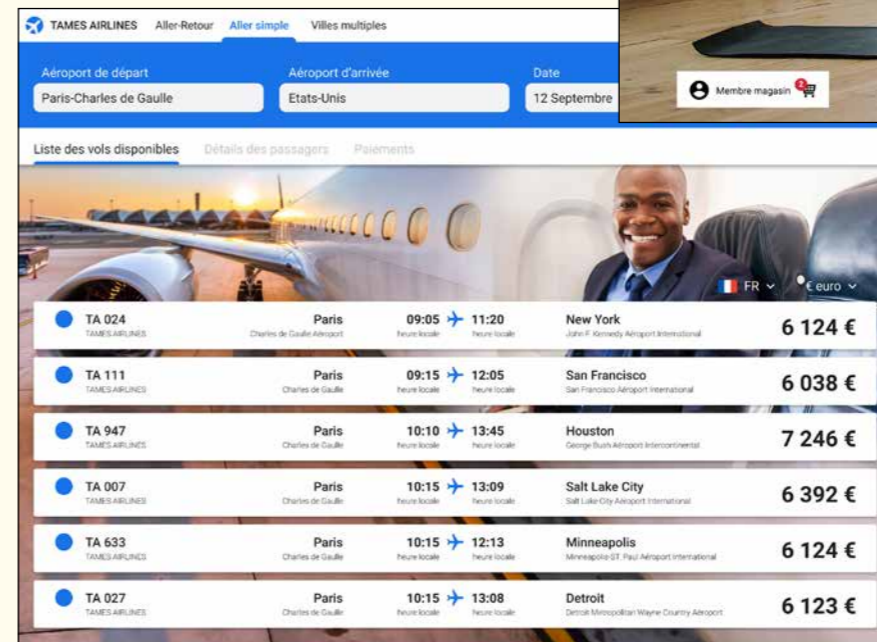 TAMES AIRLINES Aller-Retour Aller simple Villes multiples
Aéroport de départ Aéroport d'arrivée Date
Paris-Charles de Gaulle Etats-Unis 12 Septembre
Membre magasin 2
Liste des vols disponibles Détails des passagers Paiements
FR € euro
TA 024 Paris 09:05 11:20 New York 6 124 €
TAMES AIRLINES Charles de Gaulle Aéroport heure locale heure locale John F. Kennedy Aéroport International
TA 111 Paris 09:15 12:05 San Francisco 6 038 €
TAMES AIRLINES Charles de Gaulle heure locale heure locale San Francisco Aéroport International
TA 947 Paris 10:10 13:45 Houston 7 246 €
TAMES AIRLINES Charles de Gaulle heure locale heure locale George Bush Aéroport Intercontinental
TA 007 Paris 10:15 13:09 Salt Lake City 6 392 €
TAMES AIRLINES Charles de Gaulle heure locale heure locale Salt Lake City Aéroport International
TA 633 Paris 10:15 12:13 Minneapolis 6 124 €
TAMES AIRLINES Charles de Gaulle heure locale heure locale Minneapolis ST. Paul Aéroport International
TA 027 Paris 10:15 13:08 Detroit 6 123 €
TAMES AIRLINES Charles de Gaulle heure locale heure locale Detroit Metropolitan Wayne Country Aéroport